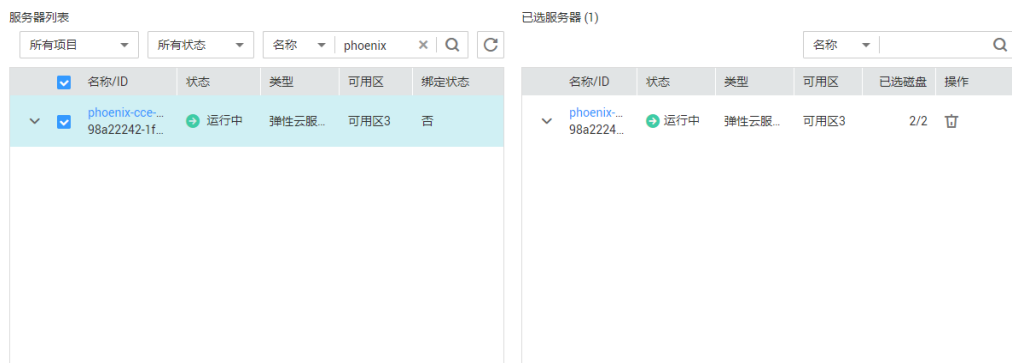 服务器列表
所有项目 所有状态 名称 phoenix
名称/ID 状态 类型 可用区 绑定状态
phoenix-cce-... 运行中 弹性云服... 可用区3 否
98a22242-1f...
已选服务器 (1)
名称
名称/ID 状态 类型 可用区 已选磁盘 操作
phoenix-... 运行中 弹性云服... 可用区3 2/2
98a2224...